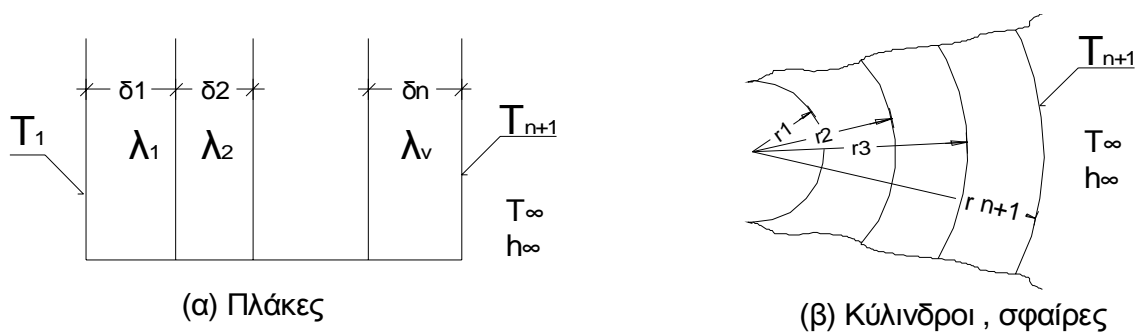 δ1 δ2 δn
T1 λ1 λ2 λν Tn+1
T∞
h∞
(α) Πλάκες
Tn+1
r1
r2
r3
r n+1
T∞
h∞
(β) Κύλινδροι , σφαίρες